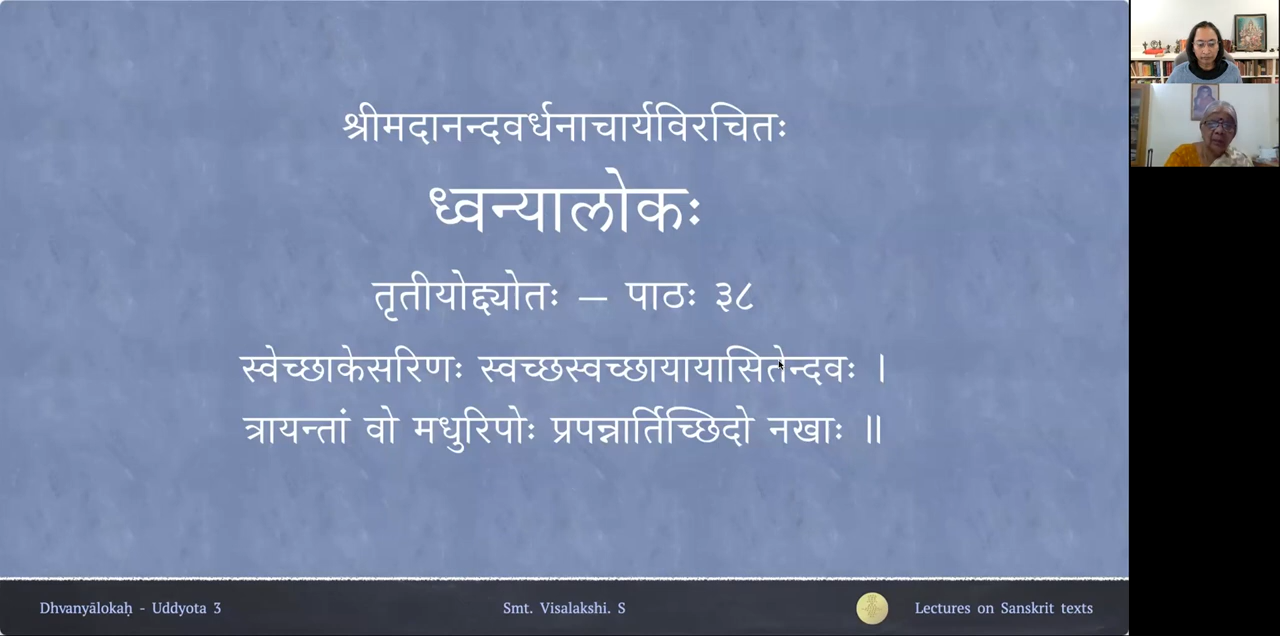 श्रीमदानन्दवर्धनाचार्यविरचितः
ध्वन्यालोकः
तृतीयोद्द्योतः – पाठः ३८
स्वेच्छाकेसरिणः स्वच्छस्वच्छायायासितेन्दवः ।
त्रायन्तां वो मधुरिपोः प्रपन्नार्तिच्छिदो नखाः ॥
Dhvanyālokaḥ - Uddyota 3
Smt. Visalakshi. S
Lectures on Sanskrit texts